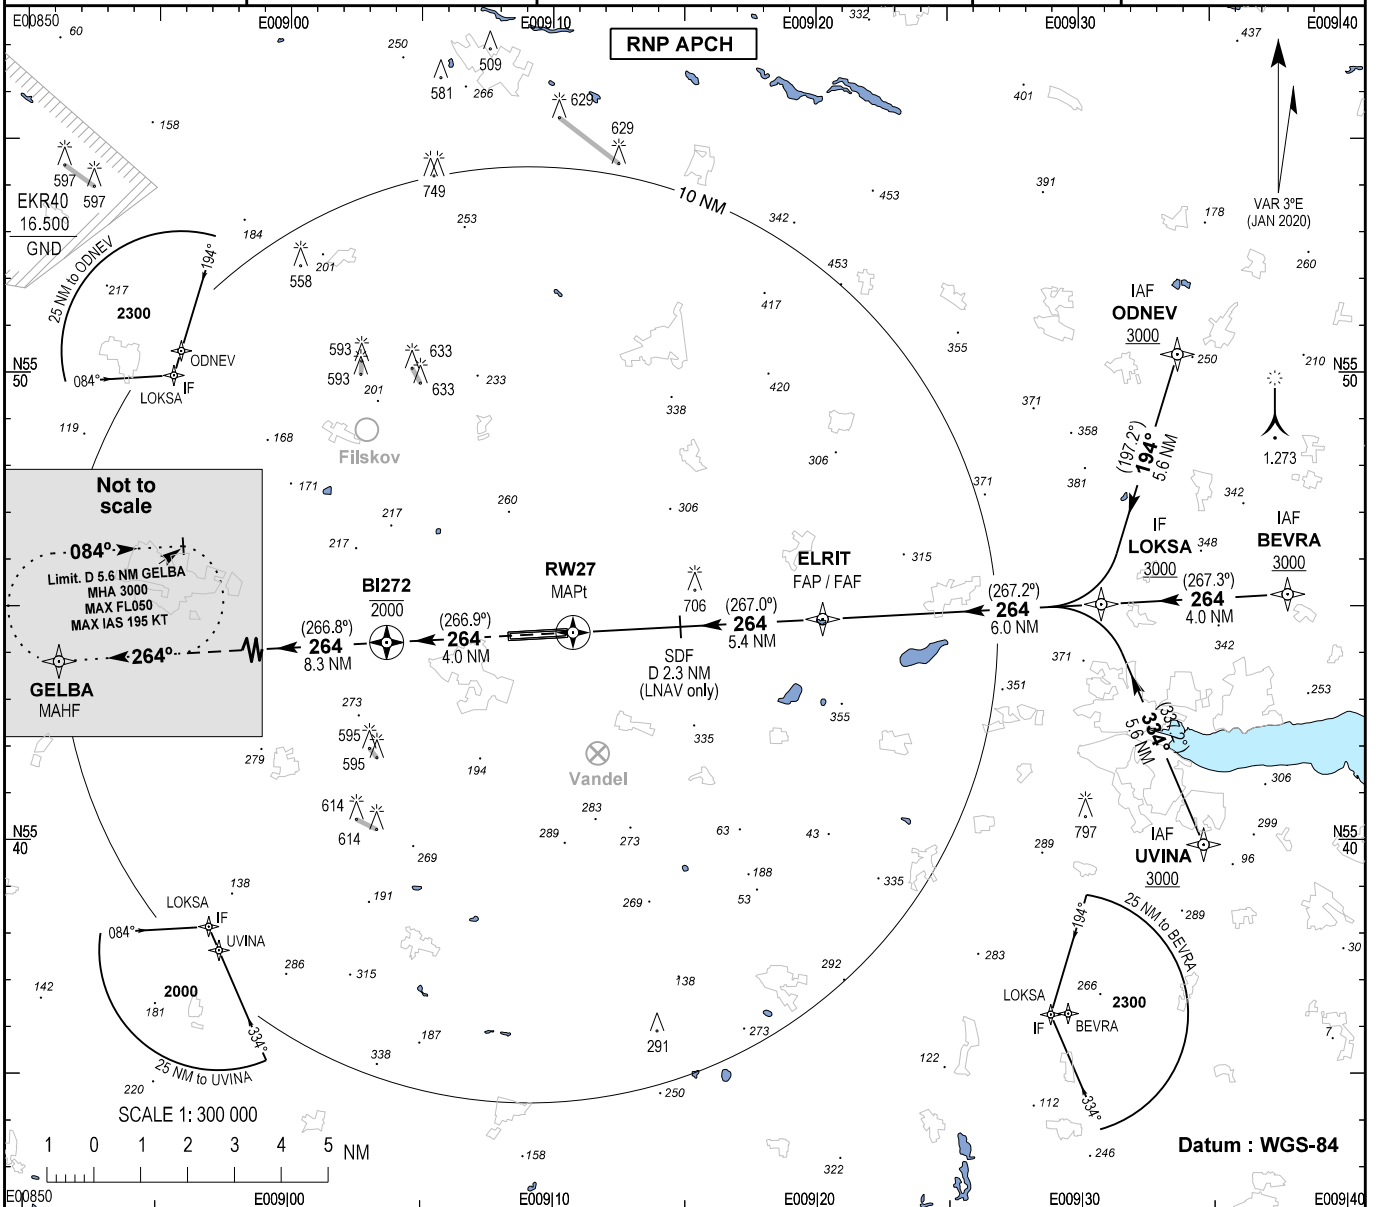 E00850
E009|00
E009|10
E009|20
E009|30
E009|40
60
250
332
437
RNP APCH
509
581
266
629
629
401
158
597
597
749
10 NM
453
391
VAR 3°E
(JAN 2020)
EKR40
16.500
GND
184
253
342
178
260
25 NM to ODNEV
194°
217
2300
558
201
453
417
IAF
ODNEV
3000
ODNEV
084°
LOKSA
IF
593
593
633
633
201
233
355
250
210
N55
50
N55
50
420
338
371
119
168
Filskov
358
(197.2°)
194°
5.6 NM
1.273
306
171
217
260
306
371
381
342
Not to
scale
084°
Limit. D 5.6 NM GELBA
MHA 3000
MAX FL050
MAX IAS 195 KT
217
315
ELRIT
FAP / FAF
IF
LOKSA
3000
348
IAF
BEVRA
3000
BI272
2000
RW27
MAPt
706
(267.0°)
264
5.4 NM
(267.2°)
264
6.0 NM
(267.3°)
264
4.0 NM
(266.9°)
264
4.0 NM
(266.8°)
264
8.3 NM
264°
GELBA
MAHF
SDF
D 2.3 NM
(LNAV only)
342
371
351
253
273
355
335
334°
5.6 NM
595
595
279
194
Vandel
306
614
614
283
289
273
63
43
797
299
289
IAF
UVINA
3000
96
N55
40
N55
40
269
188
335
53
269
191
138
LOKSA
IF
084°
UVINA
2000
181
142
286
315
334°
25 NM to UVINA
138
292
283
289
194°
25 NM to BEVRA
LOKSA
IF
266
2300
BEVRA
30
7
334°
187
291
273
338
122
220
250
112
SCALE 1: 300 000
1 0 1 2 3 4 5 NM
158
322
246
Datum : WGS-84
E00850
E009|00
E009|10
E009|20
E009|30
E009|40